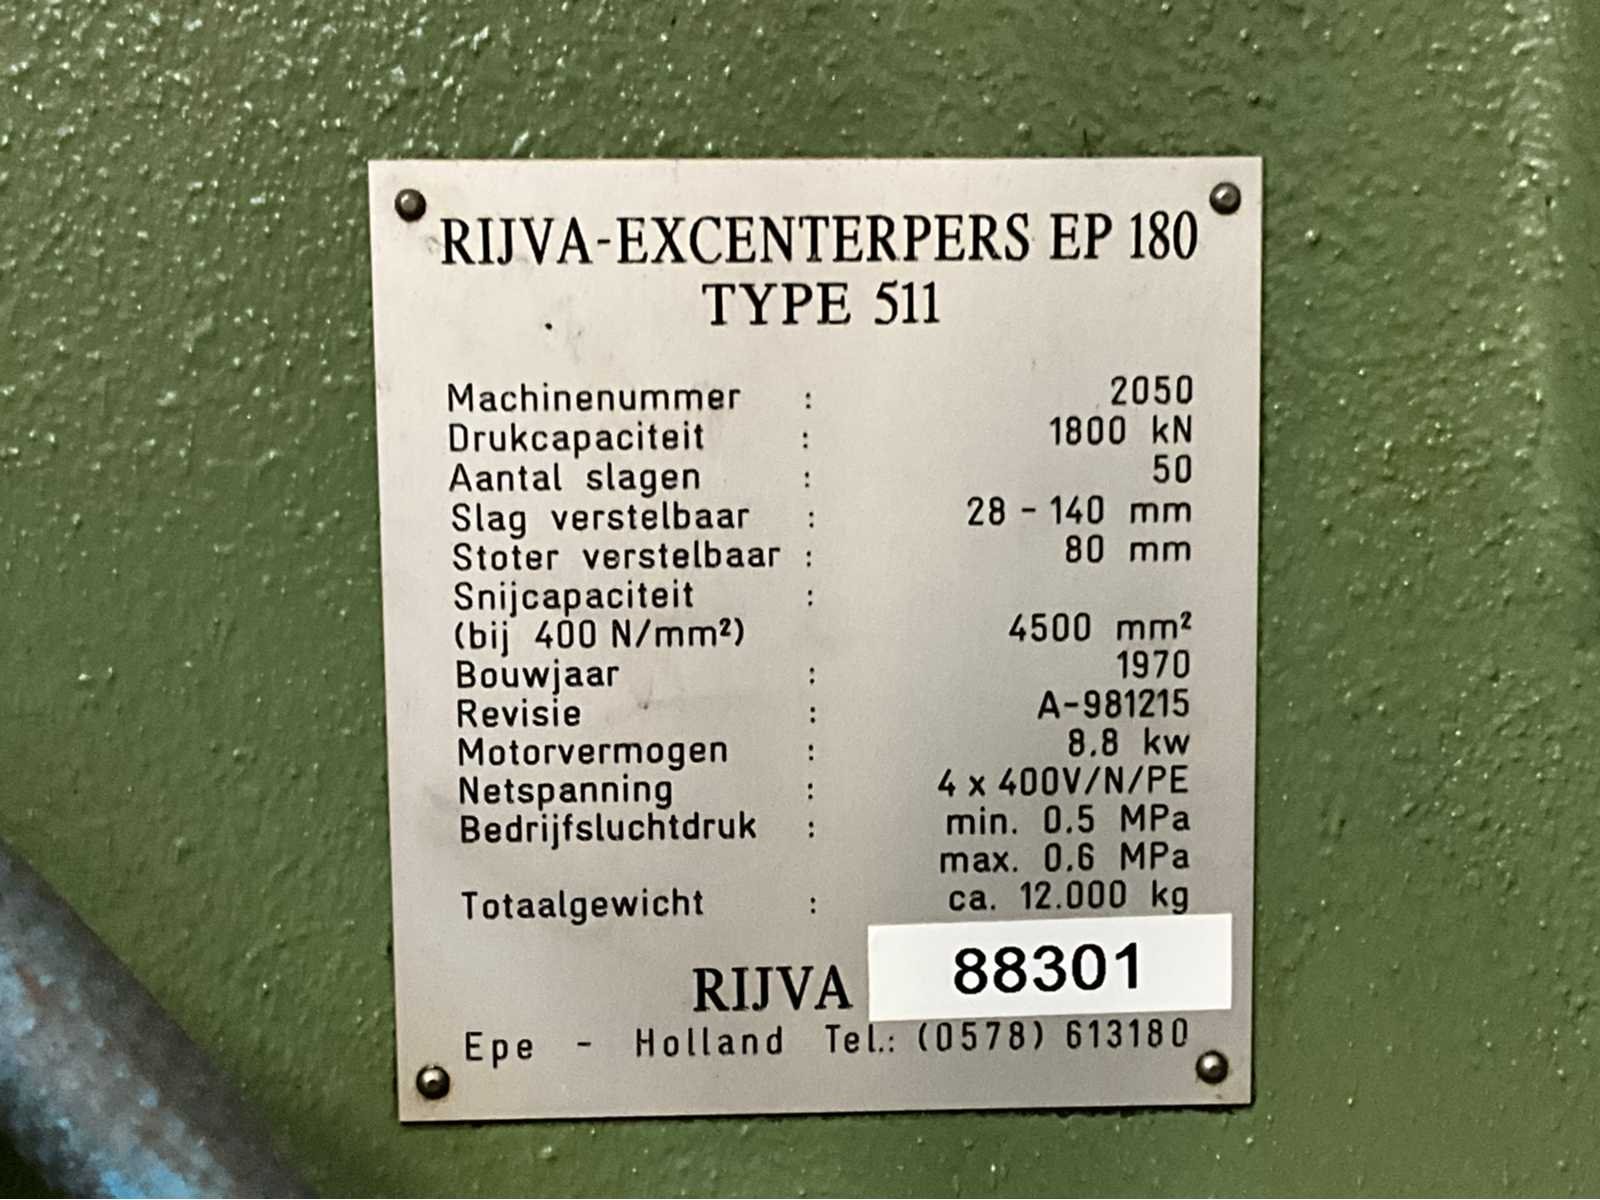 RIJVA-EXCENTERPERS EP 180
TYPE 511
Machinenummer : 2050
Drukcapaciteit : 1800 kN
Aantal slagen : 50
Slag verstelbaar : 28 - 140 mm
Stoter verstelbaar : 80 mm
Snijcapaciteit :
(bij 400 N/mm²) 4500 mm²
Bouwjaar : 1970
Revisie : A-981215
Motorvermogen : 8.8 kw
Netspanning : 4 x 400V/N/PE
Bedrijfsluchtdruk : min. 0.5 MPa
max. 0.6 MPa
Totaalgewicht : ca. 12.000 kg
RIJVA 88301
Epe - Holland Tel.: (0578) 613180